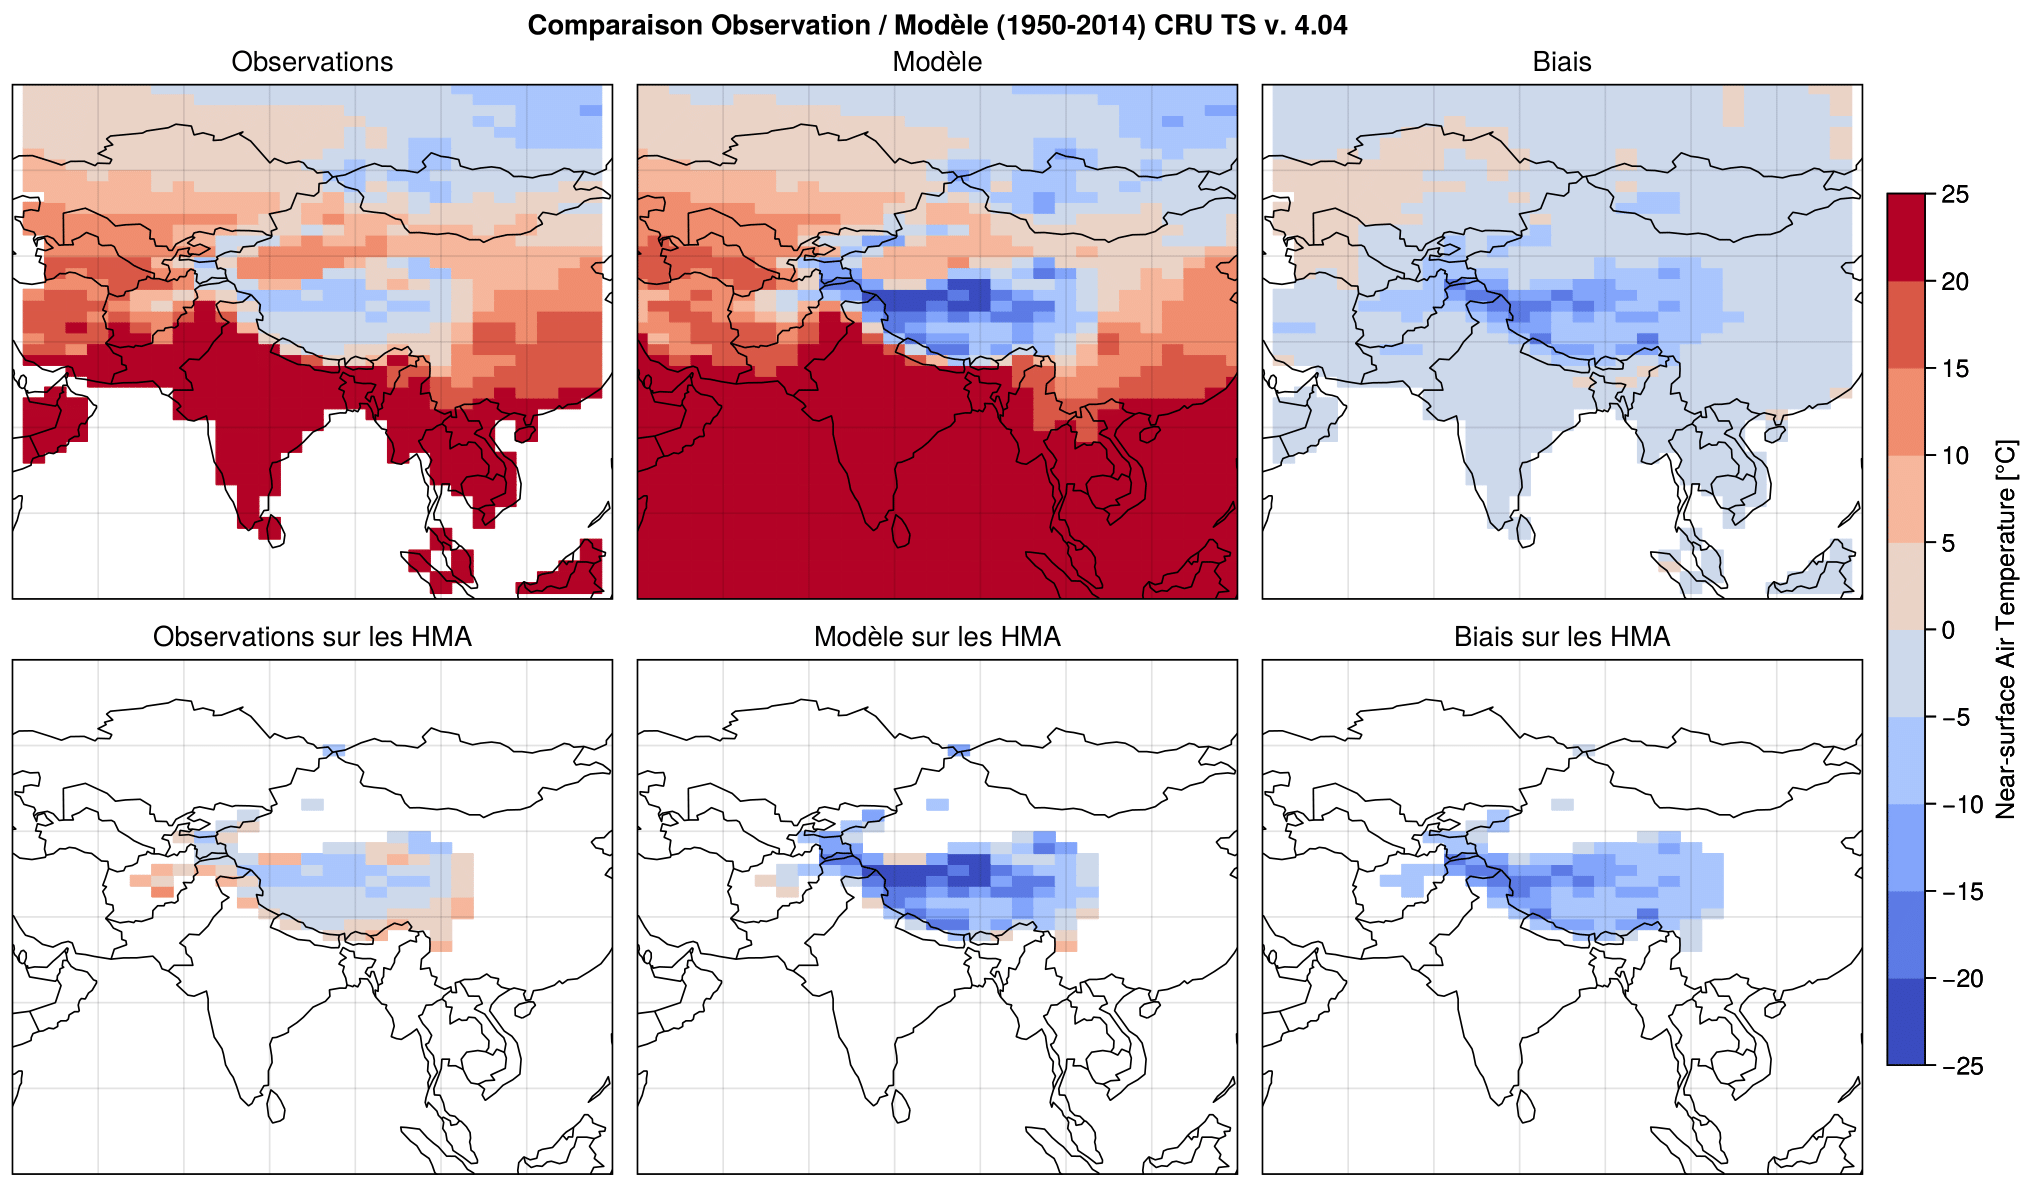 Comparaison Observation / Modèle (1950-2014) CRU TS v. 4.04
Observations
Modèle
Biais
Observations sur les HMA
Modèle sur les HMA
Biais sur les HMA
25
20
15
10
5
0
−5
−10
−15
−20
−25
Near-surface Air Temperature [°C]